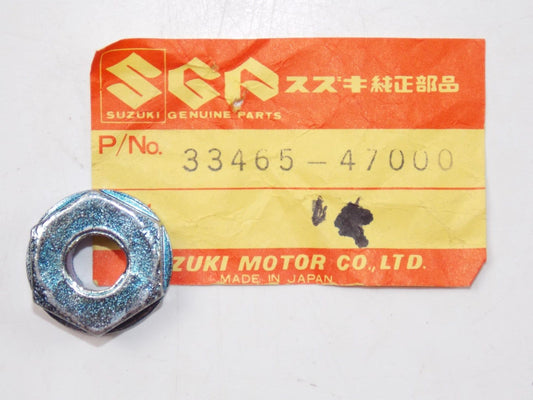 SGP スズキ純正部品
SUZUKI GENUINE PARTS
P/No. 33465-47000
ZUKI MOTOR CO.,LTD.
MADE IN JAPAN